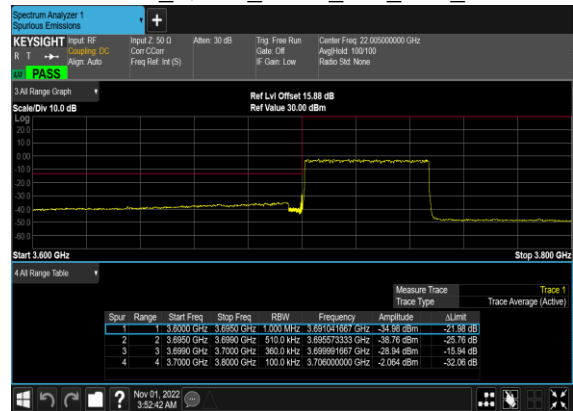 Spectrum Analyzer 1
Spurious Emissions
+
KEYSIGHT Input: RF Input Z: 50 Ω Atten: 30 dB Trig: Free Run Center Freq: 22.005000000 GHz
R T Coupling: DC Corr CCorr Gate: Off Avg|Hold: 100/100
Align: Auto Freq Ref: Int (S) IF Gain: Low Radio Std: None
LXI PASS
3 All Range Graph
Ref Lvl Offset 15.88 dB
Scale/Div 10.0 dB Ref Value 30.00 dBm
Log
20.0
10.0
0.00
-10.0
-20.0
-30.0
-40.0
-50.0
-60.0
Start 3.600 GHz Stop 3.800 GHz
4 All Range Table
Measure Trace Trace 1
Trace Type Trace Average (Active)
Spur Range Start Freq Stop Freq RBW Frequency Amplitude ΔLimit
1 1 3.6000 GHz 3.6950 GHz 1.000 MHz 3.691041667 GHz -34.98 dBm -21.98 dB
2 2 3.6950 GHz 3.6990 GHz 510.0 kHz 3.695573333 GHz -38.76 dBm -25.76 dB
3 3 3.6990 GHz 3.7000 GHz 360.0 kHz 3.699991667 GHz -28.94 dBm -15.94 dB
4 4 3.7000 GHz 3.8000 GHz 100.0 kHz 3.706000000 GHz -2.064 dBm -32.06 dB
? Nov 01, 2022
3:52:42 AM